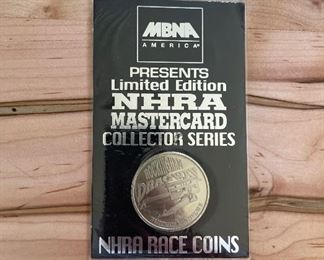 MBNA
AMERICA®
PRESENTS
Limited Edition
NHRA
MASTERCARD
COLLECTOR SERIES
NHRA RACE COINS